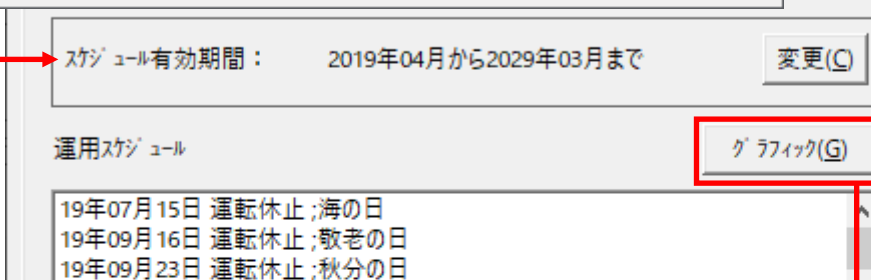 ｽｹｼﾞｭｰﾙ有効期間： 2019年04月から2029年03月まで 変更(C)
運用ｽｹｼﾞｭｰﾙ グラフィック(G)
19年07月15日 運転休止 ;海の日
19年09月16日 運転休止 ;敬老の日
19年09月23日 運転休止 ;秋分の日